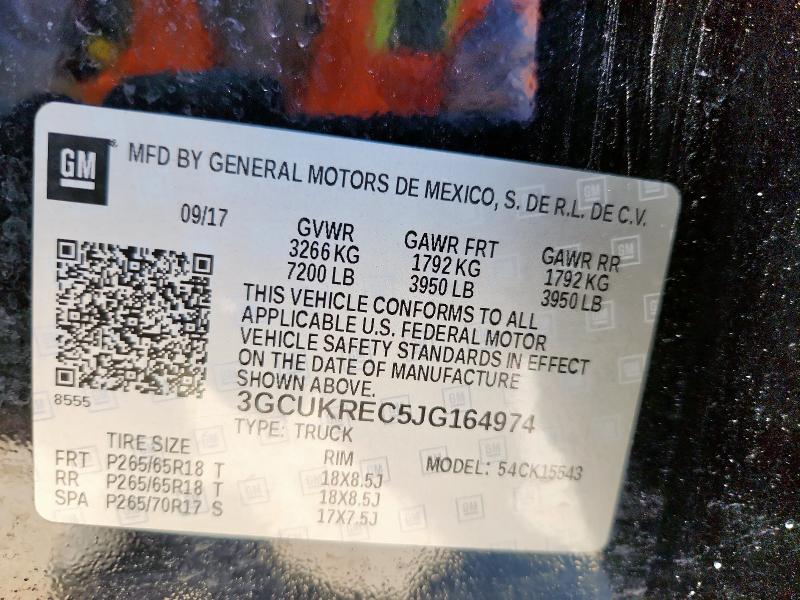 GM MFD BY GENERAL MOTORS DE MEXICO, S. DE R.L. DE C.V.
09/17 GVWR GAWR FRT GAWR RR
3266 KG 1792 KG 1792 KG
7200 LB 3950 LB 3950 LB
THIS VEHICLE CONFORMS TO ALL
APPLICABLE U.S. FEDERAL MOTOR
VEHICLE SAFETY STANDARDS IN EFFECT
ON THE DATE OF MANUFACTURE
SHOWN ABOVE.
8555
3GCUKREC5JG164974
TYPE: TRUCK
TIRE SIZE RIM MODEL: 54CK15543
FRT P265/65R18 T 18X8.5J
RR P265/65R18 T 18X8.5J
SPA P265/70R17 S 17X7.5J